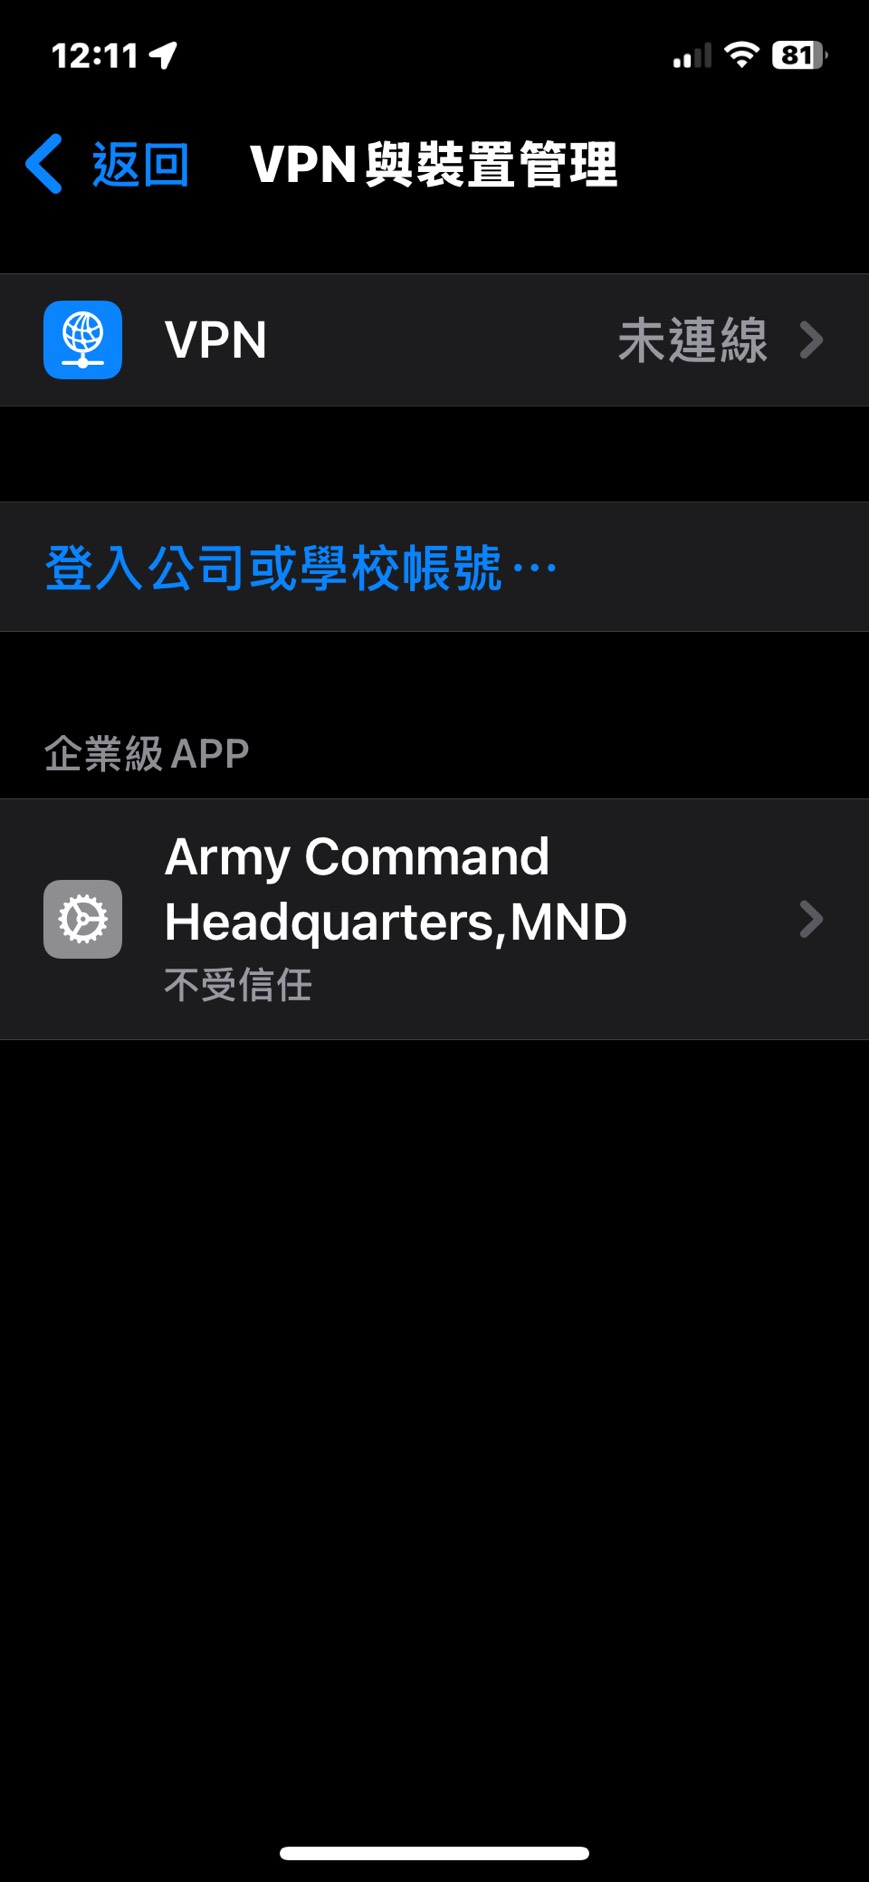 12:11
81
返回
VPN與裝置管理
VPN
未連線
登入公司或學校帳號⋯
企業級 APP
Army Command
Headquarters,MND
不受信任